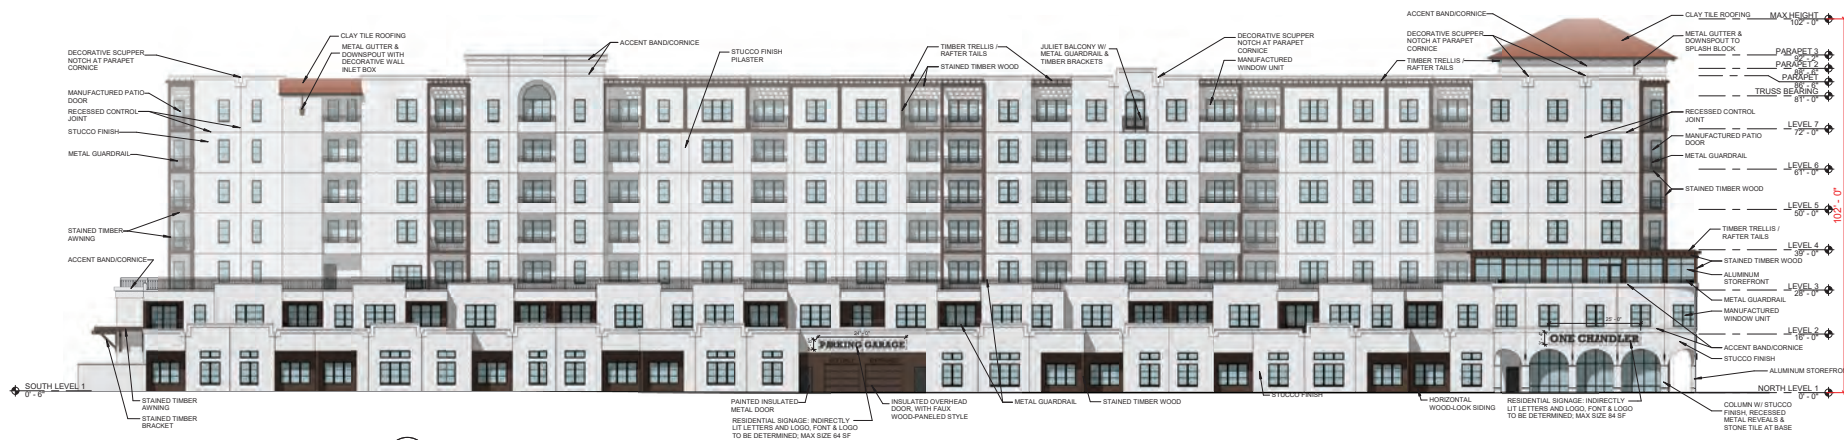 DECORATIVE SCUPPER
NOTCH AT PARAPET
CORNICE
MANUFACTURED PATIO
DOOR
RECESSED CONTROL
JOINT
STUCCO FINISH
METAL GUARDRAIL
STAINED TIMBER
AWNING
ACCENT BAND/CORNICE
SOUTH LEVEL 1
0' - 6"
STAINED TIMBER
AWNING
STAINED TIMBER
BRACKET
CLAY TILE ROOFING
METAL GUTTER &
DOWNSPOUT WITH
DECORATIVE WALL
INLET BOX
ACCENT BAND/CORNICE
STUCCO FINISH
PILASTER
TIMBER TRELLIS /
RAFTER TAILS
STAINED TIMBER WOOD
JULIET BALCONY W/
METAL GUARDRAIL &
TIMBER BRACKETS
DECORATIVE SCUPPER
NOTCH AT PARAPET
CORNICE
MANUFACTURED
WINDOW UNIT
ACCENT BAND/CORNICE
DECORATIVE SCUPPER
NOTCH AT PARAPET
CORNICE
TIMBER TRELLIS /
RAFTER TAILS
CLAY TILE ROOFING
METAL GUTTER &
DOWNSPOUT TO
SPLASH BLOCK
MAX HEIGHT
102' - 0"
PARAPET 3
92' - 2"
PARAPET 2
88' - 6"
PARAPET
86' - 6"
TRUSS BEARING
81' - 0"
RECESSED CONTROL
JOINT
LEVEL 7
72' - 0"
MANUFACTURED PATIO
DOOR
METAL GUARDRAIL
LEVEL 6
61' - 0"
STAINED TIMBER WOOD
LEVEL 5
50' - 0"
102' - 0"
TIMBER TRELLIS /
RAFTER TAILS
LEVEL 4
39' - 0"
STAINED TIMBER WOOD
ALUMINUM
STOREFRONT
LEVEL 3
28' - 0"
METAL GUARDRAIL
MANUFACTURED
WINDOW UNIT
LEVEL 2
16' - 0"
ACCENT BAND/CORNICE
STUCCO FINISH
ALUMINUM STOREFRO
NORTH LEVEL 1
0' - 0"
COLUMN W/ STUCCO
FINISH, RECESSED
METAL REVEALS &
STONE TILE AT BASE
PARKING GARAGE
ONE CHANDLER
PAINTED INSULATED
METAL DOOR
RESIDENTIAL SIGNAGE: INDIRECTLY
LIT LETTERS AND LOGO, FONT & LOGO
TO BE DETERMINED; MAX SIZE 64 SF
INSULATED OVERHEAD
DOOR, WITH FAUX
WOOD-PANELED STYLE
METAL GUARDRAIL
STAINED TIMBER WOOD
STUCCO FINISH
HORIZONTAL
WOOD-LOOK SIDING
RESIDENTIAL SIGNAGE: INDIRECTLY
LIT LETTERS AND LOGO, FONT & LOGO
TO BE DETERMINED; MAX SIZE 84 SF